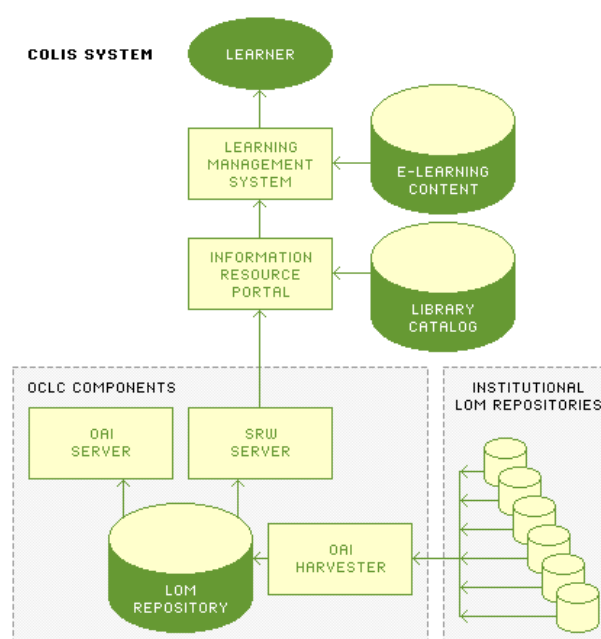 COLIS SYSTEM
LEARNER
LEARNING
MANAGEMENT
SYSTEM
E-LEARNING
CONTENT
INFORMATION
RESOURCE
PORTAL
LIBRARY
CATALOG
OCLC COMPONENTS
INSTITUTIONAL
LOM REPOSITORIES
OAI
SERVER
SRW
SERVER
OAI
HARVESTER
LOM
REPOSITORY